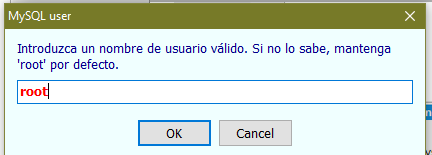 MySQL user
Introduzca un nombre de usuario válido. Si no lo sabe, mantenga
'root' por defecto.
root
OK Cancel